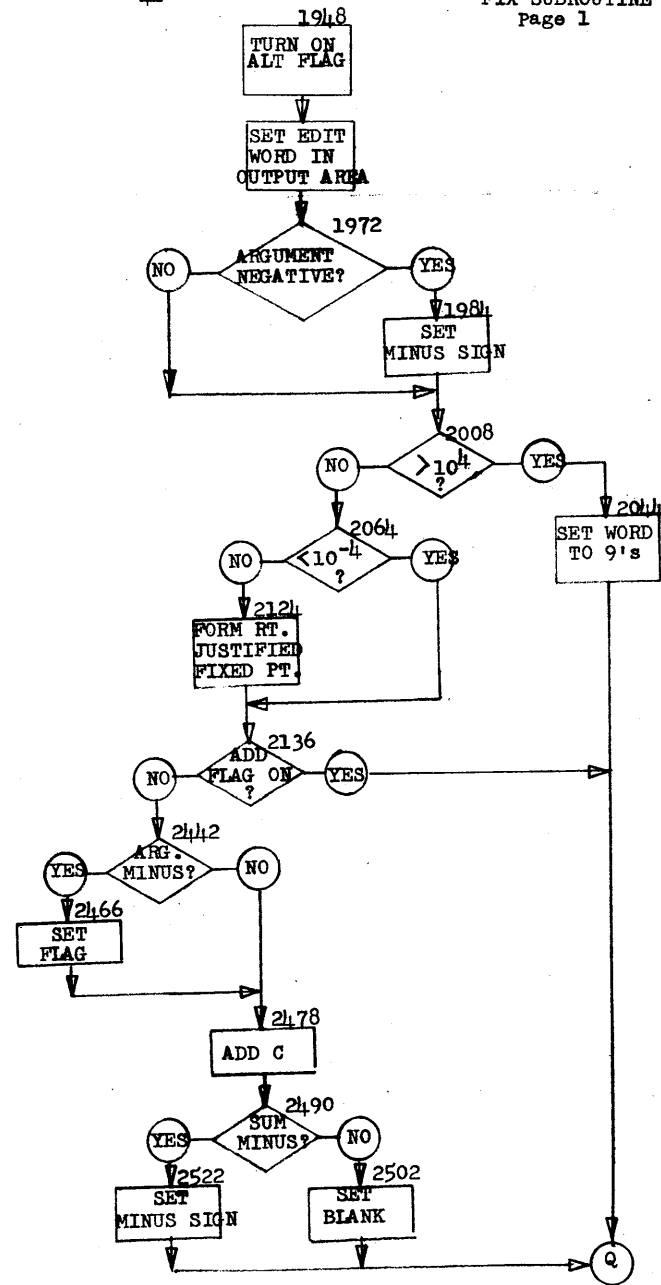 FIX SUBROUTINE
Page 1
1948
TURN ON
ALT FLAG
SET EDIT
WORD IN
OUTPUT AREA
1972
ARGUMENT
NEGATIVE?
NO
YES
1984
SET
MINUS SIGN
2008
>10⁴
?
NO
YES
2044
SET WORD
TO 9's
2064
<10⁻⁴
?
NO
YES
2124
FORM RT.
JUSTIFIED
FIXED PT.
2136
ADD
FLAG ON
?
NO
YES
2442
ARG.
MINUS?
YES
NO
2466
SET
FLAG
2478
ADD C
2490
SUM
MINUS?
YES
NO
2522
SET
MINUS SIGN
2502
SET
BLANK
Q